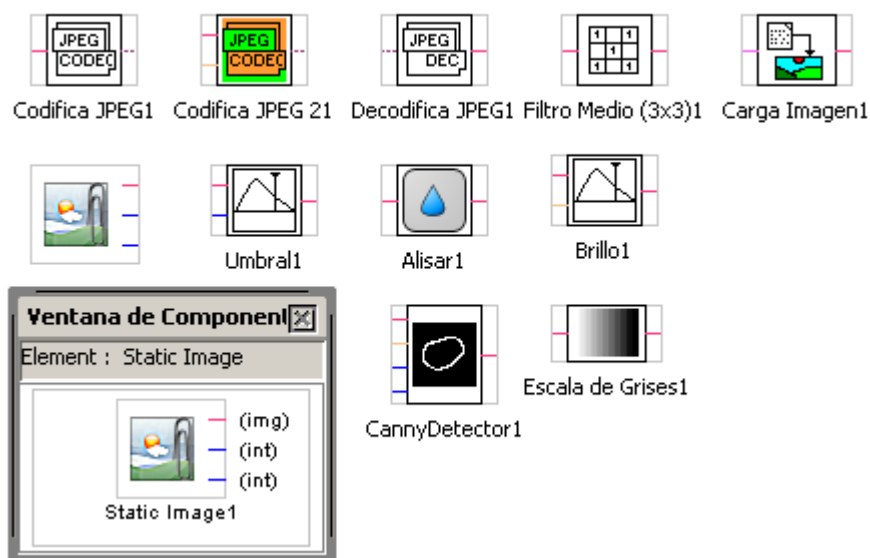 JPEG
CODEC
JPEG
CODEC
JPEG
DEC
1 1
1
1 1
Codifica JPEG1
Codifica JPEG 21
Decodifica JPEG1
Filtro Medio (3x3)1
Carga Imagen1
Umbral1
Alisar1
Brillo1
Ventana de Component
Element : Static Image
(img)
(int)
(int)
Static Image1
CannyDetector1
Escala de Grises1